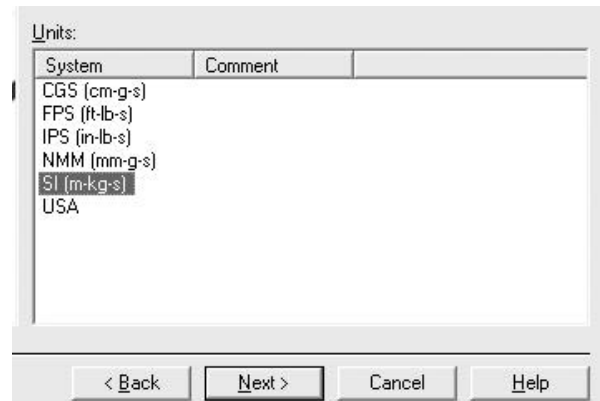 Units:
System Comment
CGS (cm-g-s)
FPS (ft-lb-s)
IPS (in-lb-s)
NMM (mm-g-s)
SI (m-kg-s)
USA
< Back Next > Cancel Help